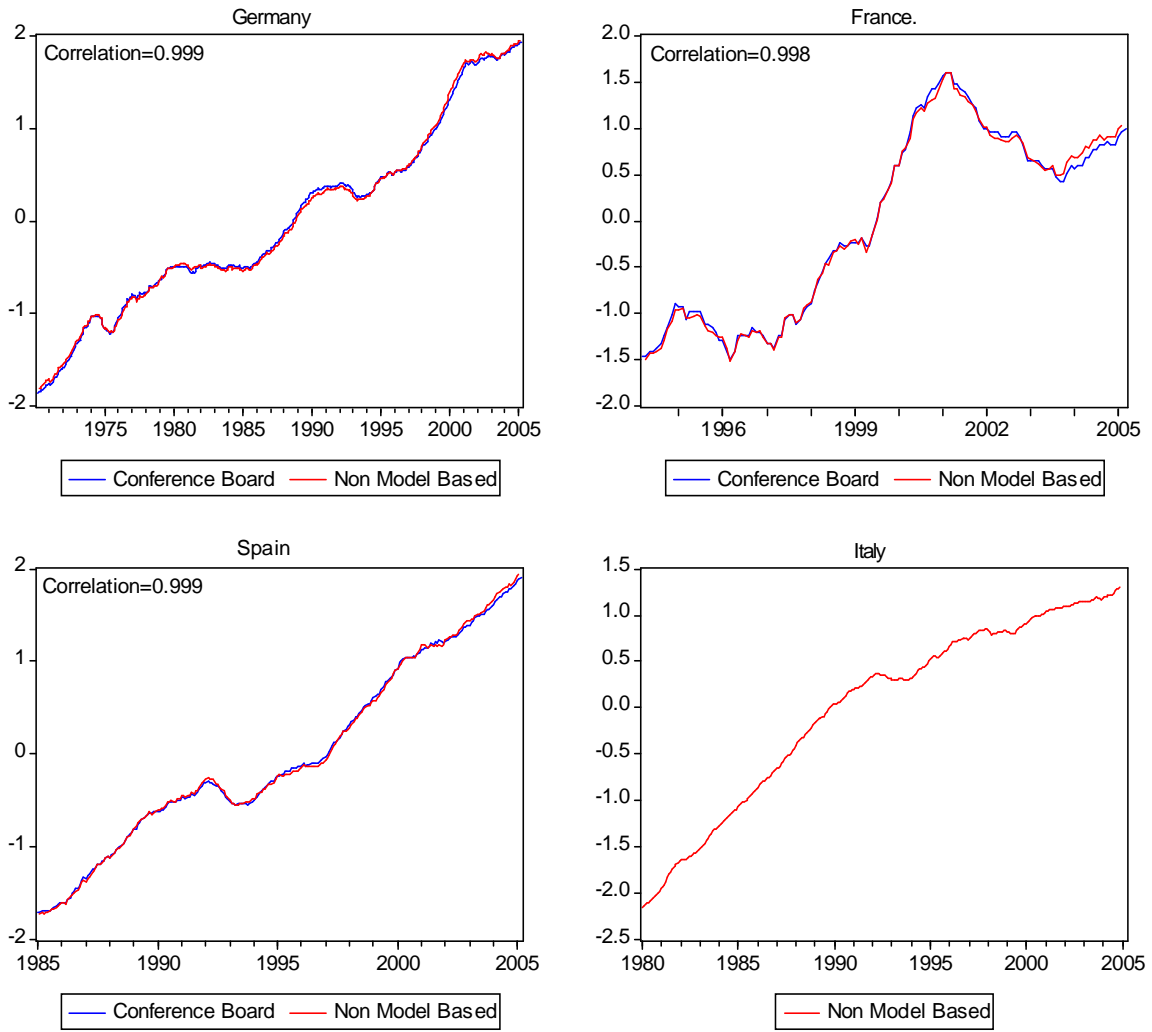 Germany
Correlation=0.999
2
1
0
-1
-2
1975 1980 1985 1990 1995 2000 2005
Conference Board Non Model Based
France.
Correlation=0.998
2.0
1.5
1.0
0.5
0.0
-0.5
-1.0
-1.5
-2.0
1996 1999 2002 2005
Conference Board Non Model Based
Spain
Correlation=0.999
2
1
0
-1
-2
1985 1990 1995 2000 2005
Conference Board Non Model Based
Italy
1.5
1.0
0.5
0.0
-0.5
-1.0
-1.5
-2.0
-2.5
1980 1985 1990 1995 2000 2005
Non Model Based